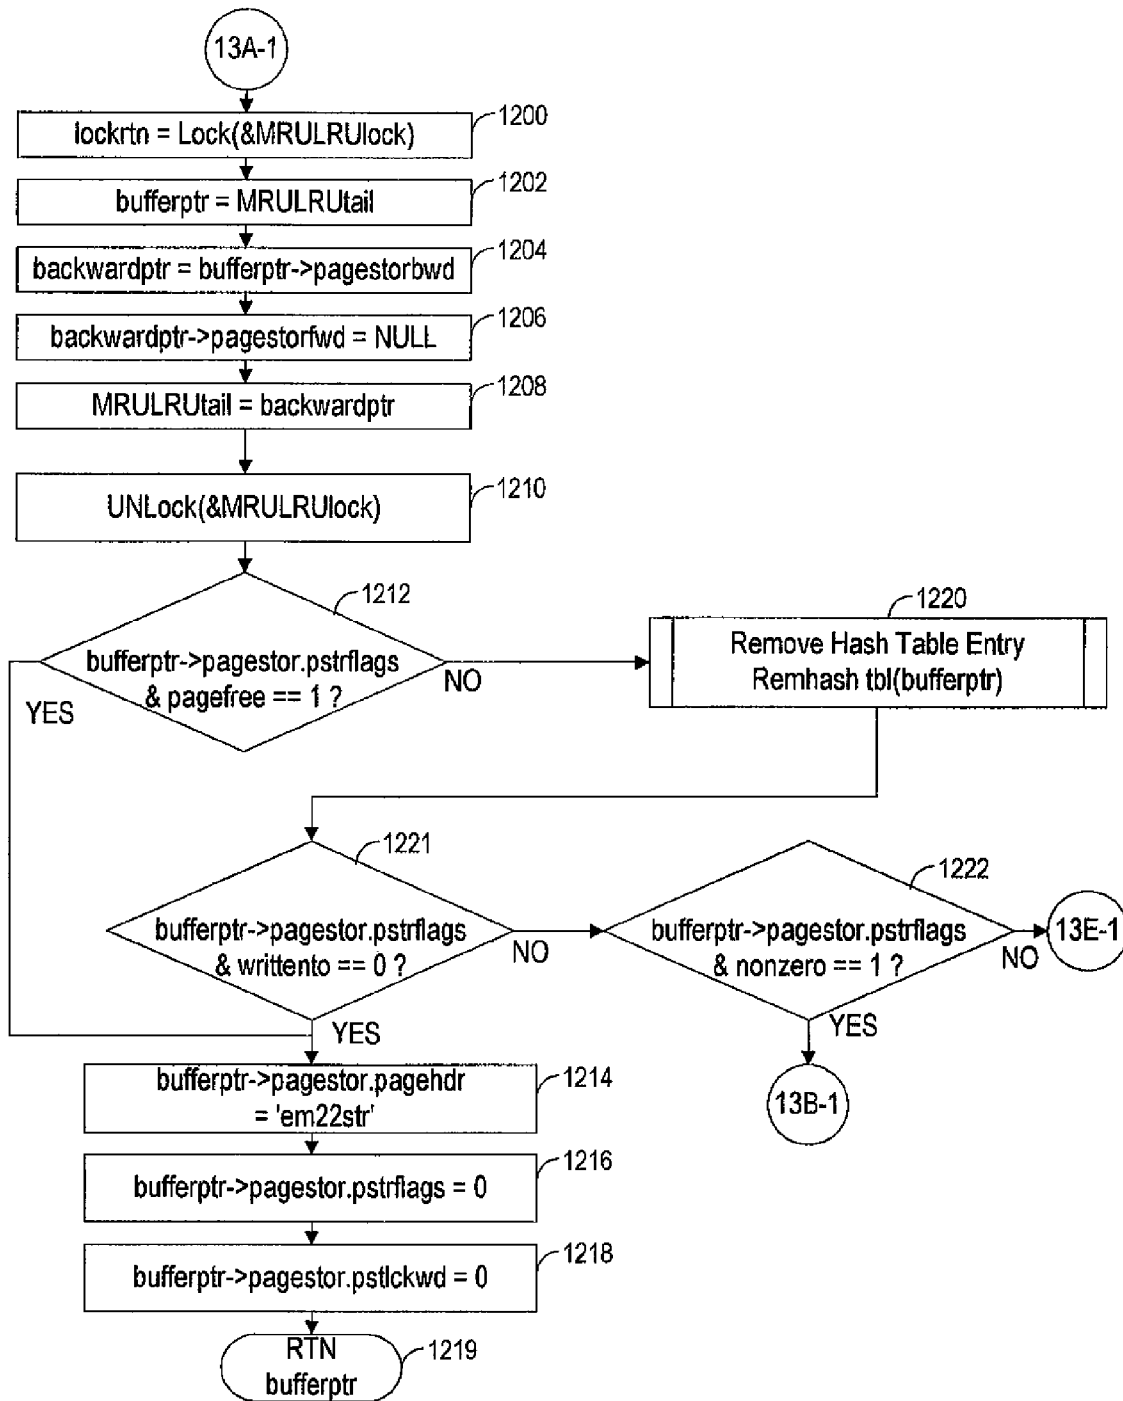 13A-1
lockrtn = Lock(&MRULRUlock)
1200
bufferptr = MRULRUtail
1202
backwardptr = bufferptr->pagestorbwd
1204
backwardptr->pagestorfwd = NULL
1206
MRULRUtail = backwardptr
1208
UNLock(&MRULRUlock)
1210
1212
bufferptr->pagestor.pstrflags
& pagefree == 1 ?
YES
NO
1220
Remove Hash Table Entry
Remhash tbl(bufferptr)
1221
bufferptr->pagestor.pstrflags
& writtento == 0 ?
NO
YES
1222
bufferptr->pagestor.pstrflags
& nonzero == 1 ?
NO
13E-1
YES
13B-1
bufferptr->pagestor.pagehdr
= 'em22str'
1214
bufferptr->pagestor.pstrflags = 0
1216
bufferptr->pagestor.pstlckwd = 0
1218
RTN
bufferptr
1219